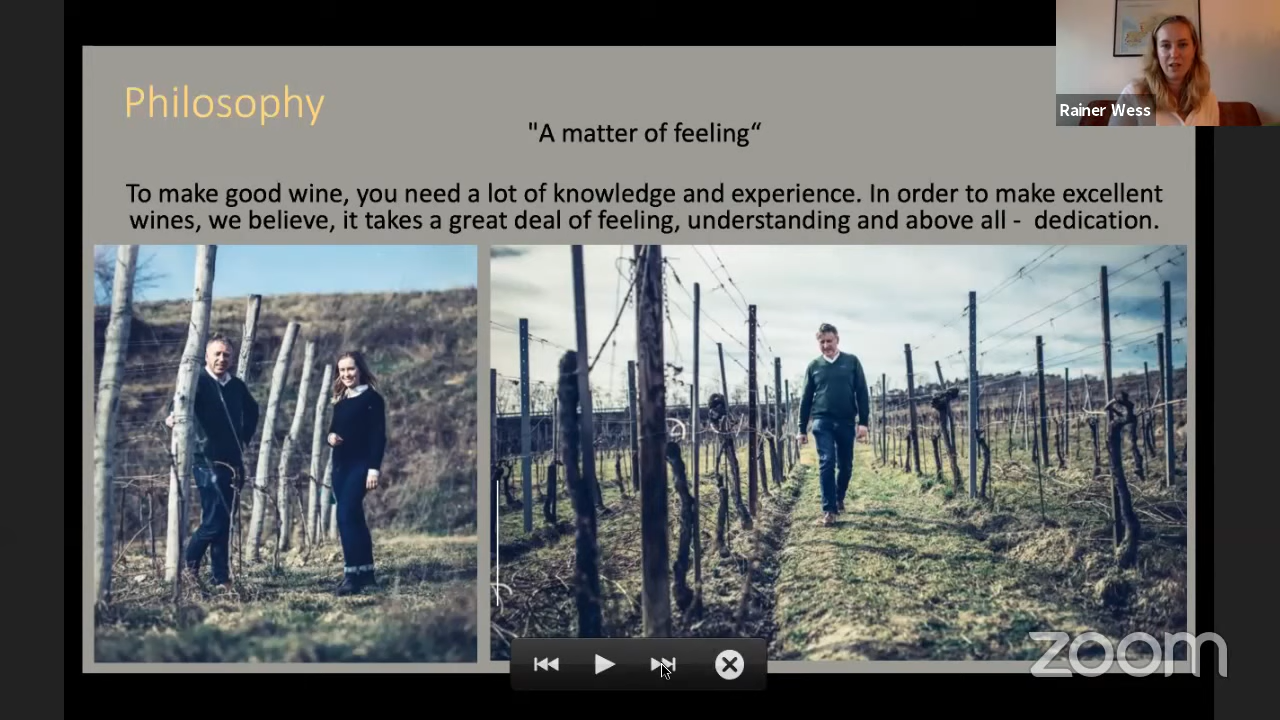 Philosophy
"A matter of feeling“
To make good wine, you need a lot of knowledge and experience. In order to make excellent
wines, we believe, it takes a great deal of feeling, understanding and above all -  dedication.
Rainer Wess
zoom